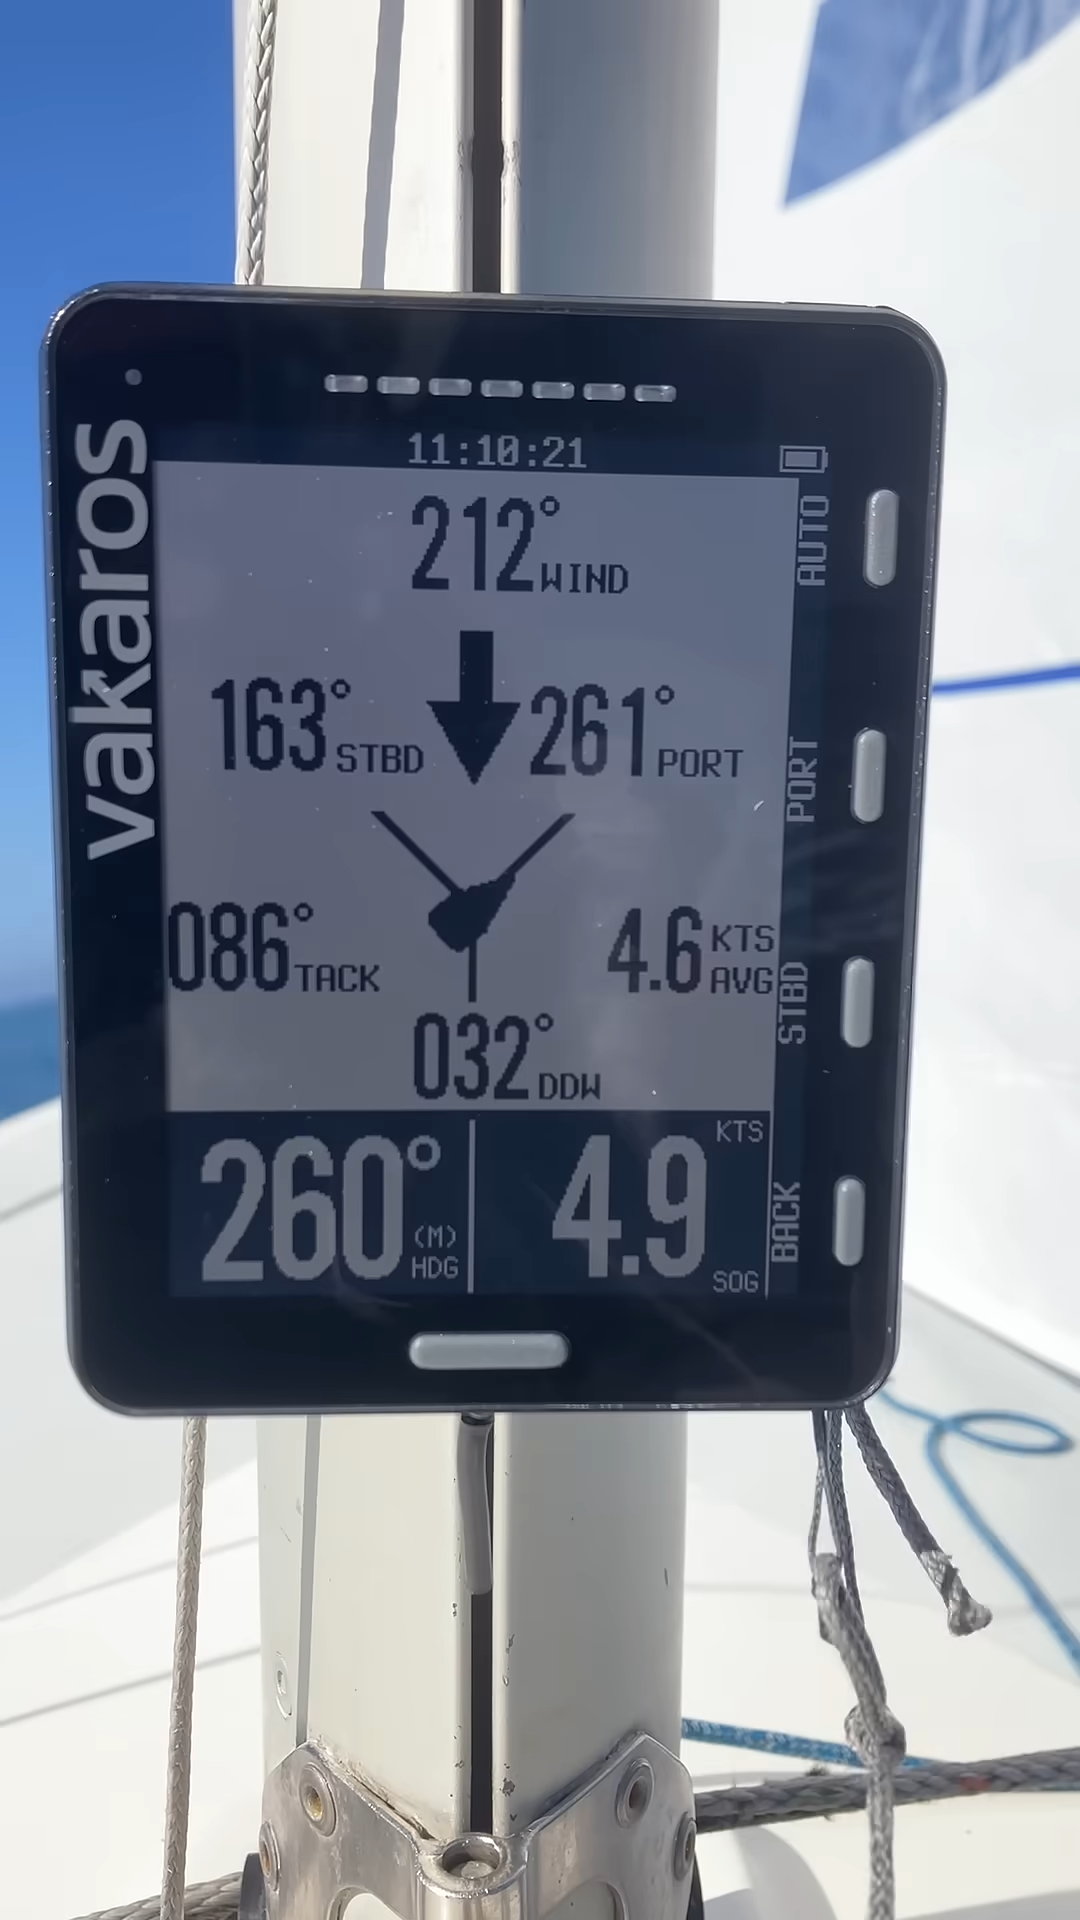 vakaros
11:10:21
212° WIND
AUTO
163° STBD
261° PORT
PORT
086° TACK
4.6 KTS AVG
STBD
032° DDW
260° (M) HDG
4.9 KTS SOG
BACK